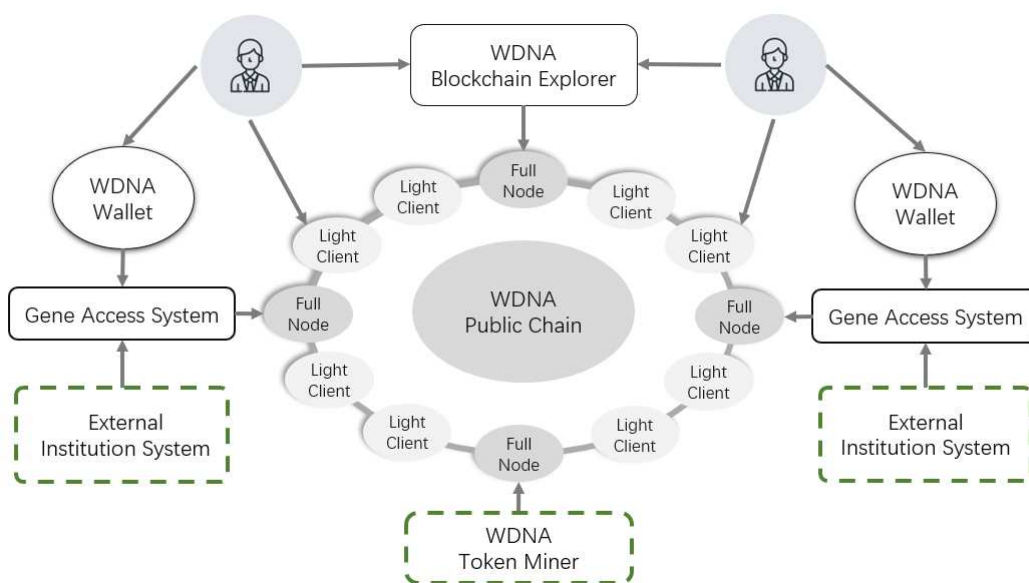 WDNA
Blockchain Explorer
WDNA
Wallet
WDNA
Wallet
Full
Node
Light
Client
Light
Client
Light
Client
Light
Client
Gene Access System
Full
Node
WDNA
Public Chain
Full
Node
Gene Access System
Light
Client
Light
Client
Light
Client
Light
Client
External
Institution System
External
Institution System
Full
Node
WDNA
Token Miner